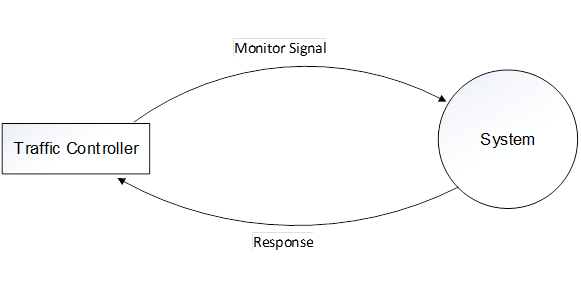 Monitor Signal
Traffic Controller
System
Response